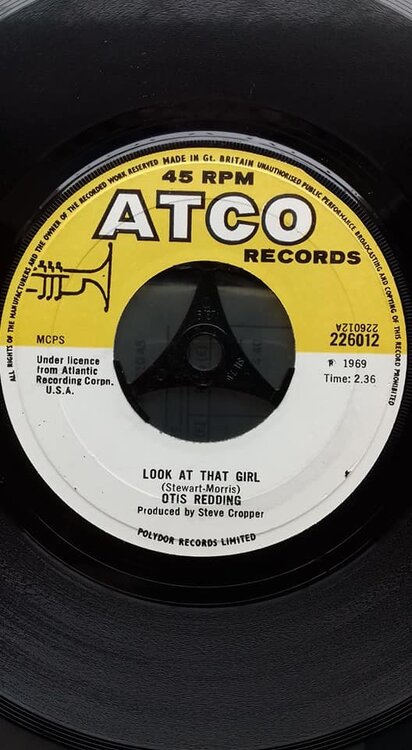 ALL RIGHTS OF THE MANUFACTURERS AND THE OWNER OF THE RECORDED WORK RESERVED MADE IN Gt. BRITAIN UNAUTHORISED PUBLIC PERFORMANCE BROADCASTING AND COPYING OF THIS RECORD PROHIBITED
45 RPM
ATCO
RECORDS
MCPS
226012A
226012
Under licence
from Atlantic
Recording Corpn.
U.S.A.
℗ 1969
Time: 2.36
LOOK AT THAT GIRL
(Stewart-Morris)
OTIS REDDING
Produced by Steve Cropper
POLYDOR RECORDS LIMITED